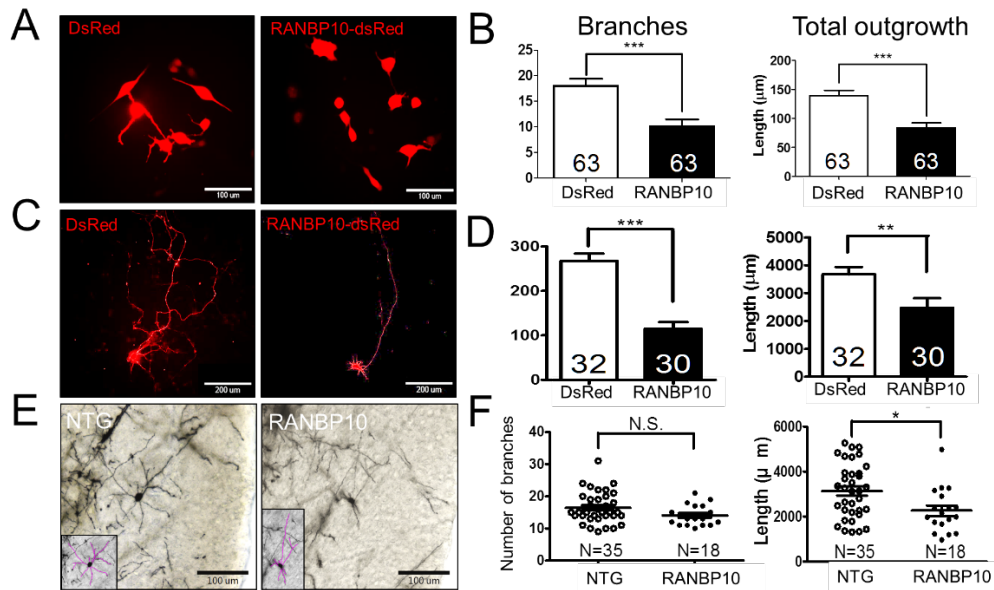 A
DsRed
RANBP10-dsRed
100 um
100 um
B
Branches
Total outgrowth
***
***
25
20
15
10
5
0
63
63
DsRed
RANBP10
Length (μm)
200
150
100
50
0
63
63
DsRed
RANBP10
C
DsRed
RANBP10-dsRed
200 um
200 um
D
***
**
300
200
100
0
32
30
DsRed
RANBP10
Length (μm)
5000
4000
3000
2000
1000
0
32
30
DsRed
RANBP10
E
NTG
RANBP10
100 um
100 um
F
N.S.
*
Number of branches
40
30
20
10
0
N=35
N=18
NTG
RANBP10
Length (μ m)
6000
4000
2000
0
N=35
N=18
NTG
RANBP10